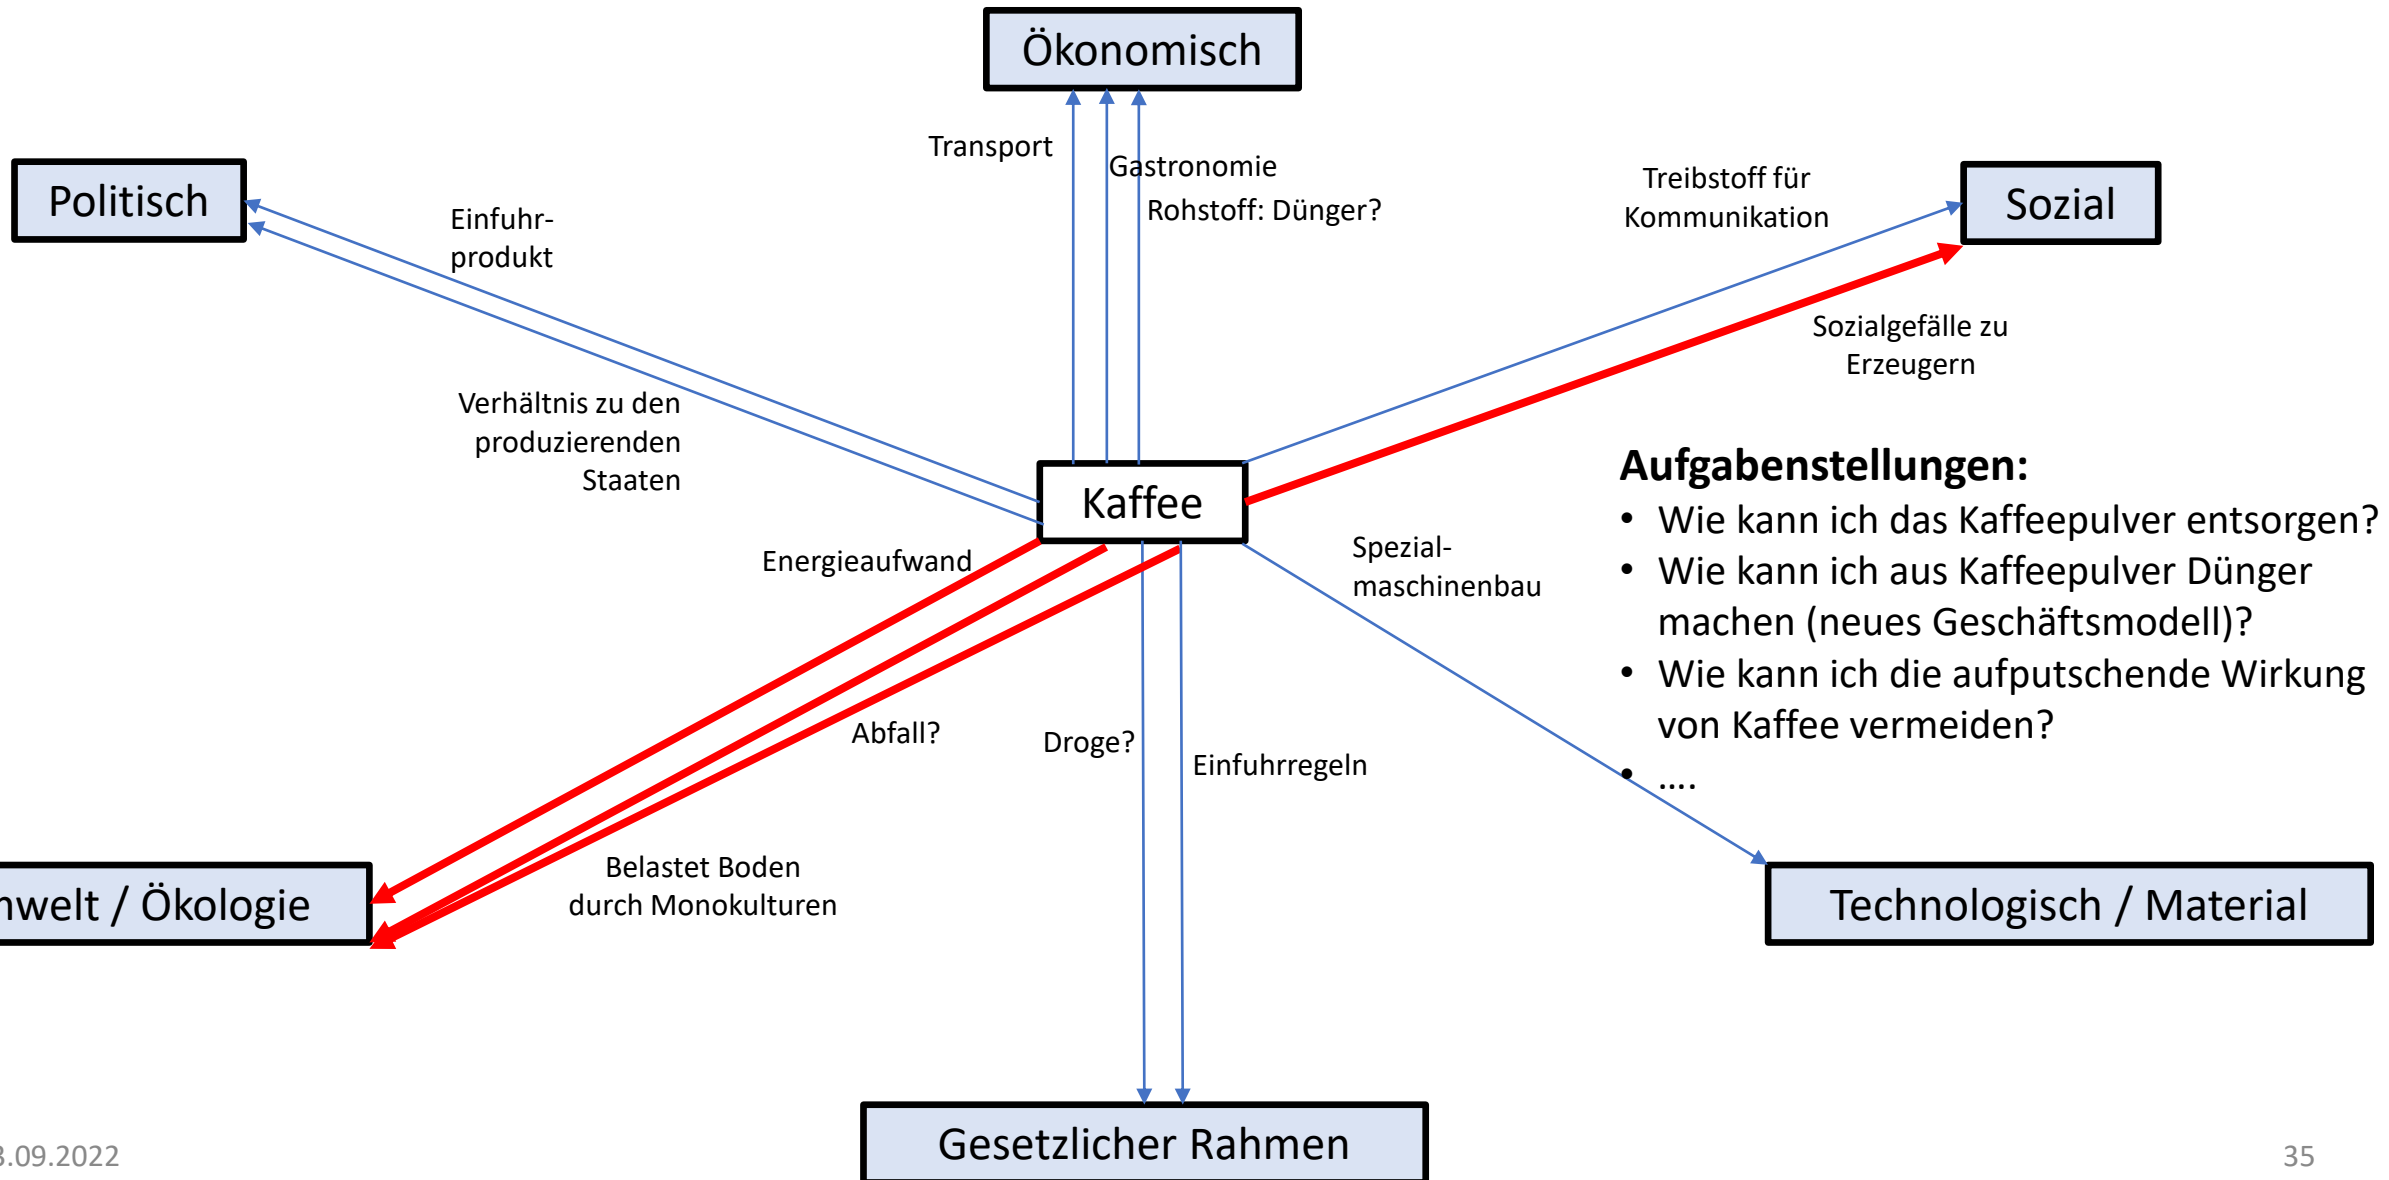 Ökonomisch
Politisch
Sozial
Transport
Gastronomie
Rohstoff: Dünger?
Einfuhr-
produkt
Treibstoff für
Kommunikation
Sozialgefälle zu
Erzeugern
Verhältnis zu den
produzierenden
Staaten
Kaffee
Energieaufwand
Spezial-
maschinenbau
Aufgabenstellungen:
• Wie kann ich das Kaffeepulver entsorgen?
• Wie kann ich aus Kaffeepulver Dünger
machen (neues Geschäftsmodell)?
• Wie kann ich die aufputschende Wirkung
von Kaffee vermeiden?
• ....
Abfall?
Droge?
Einfuhrregeln
Belastet Boden
durch Monokulturen
/ Ökologie
Technologisch / Material
Gesetzlicher Rahmen
.09.2022
35